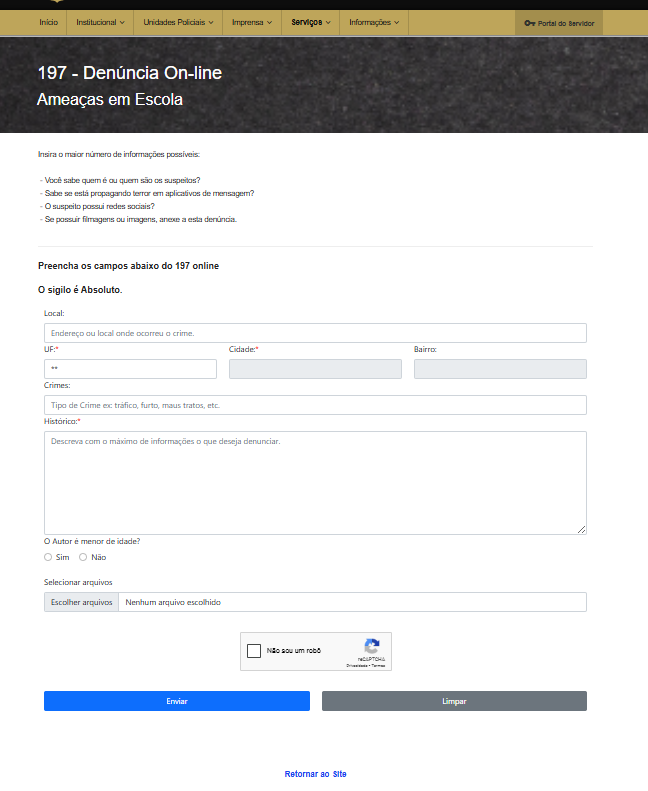 Início Institucional Unidades Policiais Imprensa Serviços Informações Portal do Servidor
197 - Denúncia On-line
Ameaças em Escola
Insira o maior número de informações possíveis:
- Você sabe quem é ou quem são os suspeitos?
- Sabe se está propagando terror em aplicativos de mensagem?
- O suspeito possui redes sociais?
- Se possuir filmagens ou imagens, anexe a esta denúncia.
Preencha os campos abaixo do 197 online
O sigilo é Absoluto.
Local:
Endereço ou local onde ocorreu o crime.
UF:* Cidade:* Bairro:
**
Crimes:
Tipo de Crime ex: tráfico, furto, maus tratos, etc.
Histórico:*
Descreva com o máximo de informações o que deseja denunciar.
O Autor é menor de idade?
Sim Não
Selecionar arquivos
Escolher arquivos Nenhum arquivo escolhido
Não sou um robô
reCAPTCHA
Privacidade • Termos
Enviar Limpar
Retornar ao Site